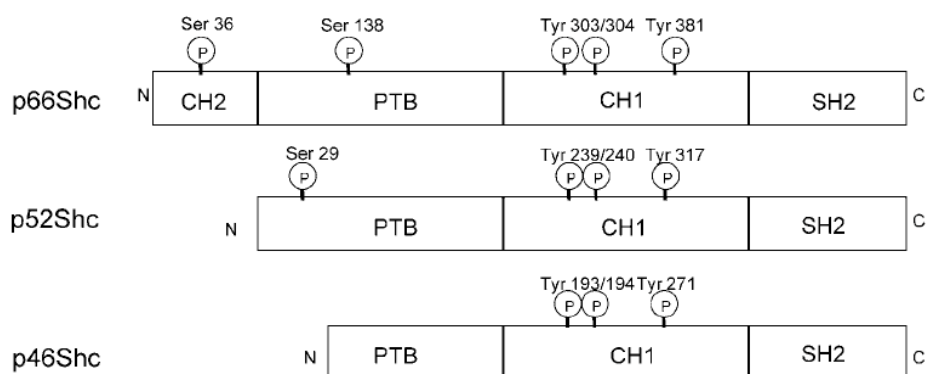 Ser 36 Ser 138 Tyr 303/304 Tyr 381
P P P P P
p66Shc N CH2 PTB CH1 SH2 C
Ser 29 Tyr 239/240 Tyr 317
P P P P
p52Shc N PTB CH1 SH2 C
Tyr 193/194 Tyr 271
P P P
p46Shc N PTB CH1 SH2 C